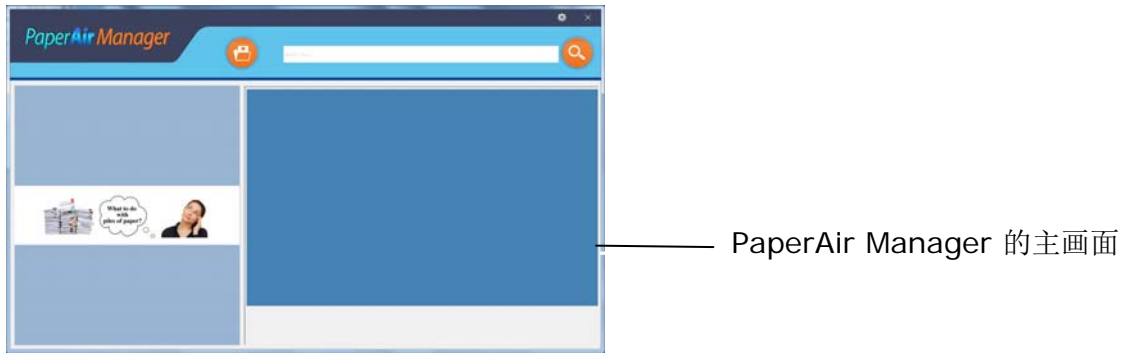 PaperAir Manager
What to do
with
piles of paper?
PaperAir Manager 的主画面